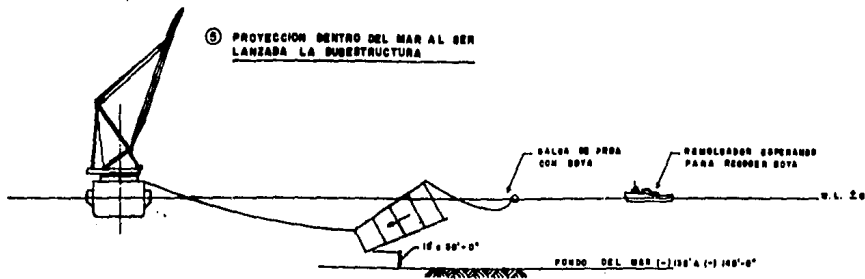 ⑤ PROYECCION DENTRO DEL MAR AL SER
LANZADA LA SUBESTRUCTURA
BALSA DE PROA
CON BOYA
REMOLCADOR ESPERANDO
PARA RECOGER BOYA
W.L.
FONDO DEL MAR